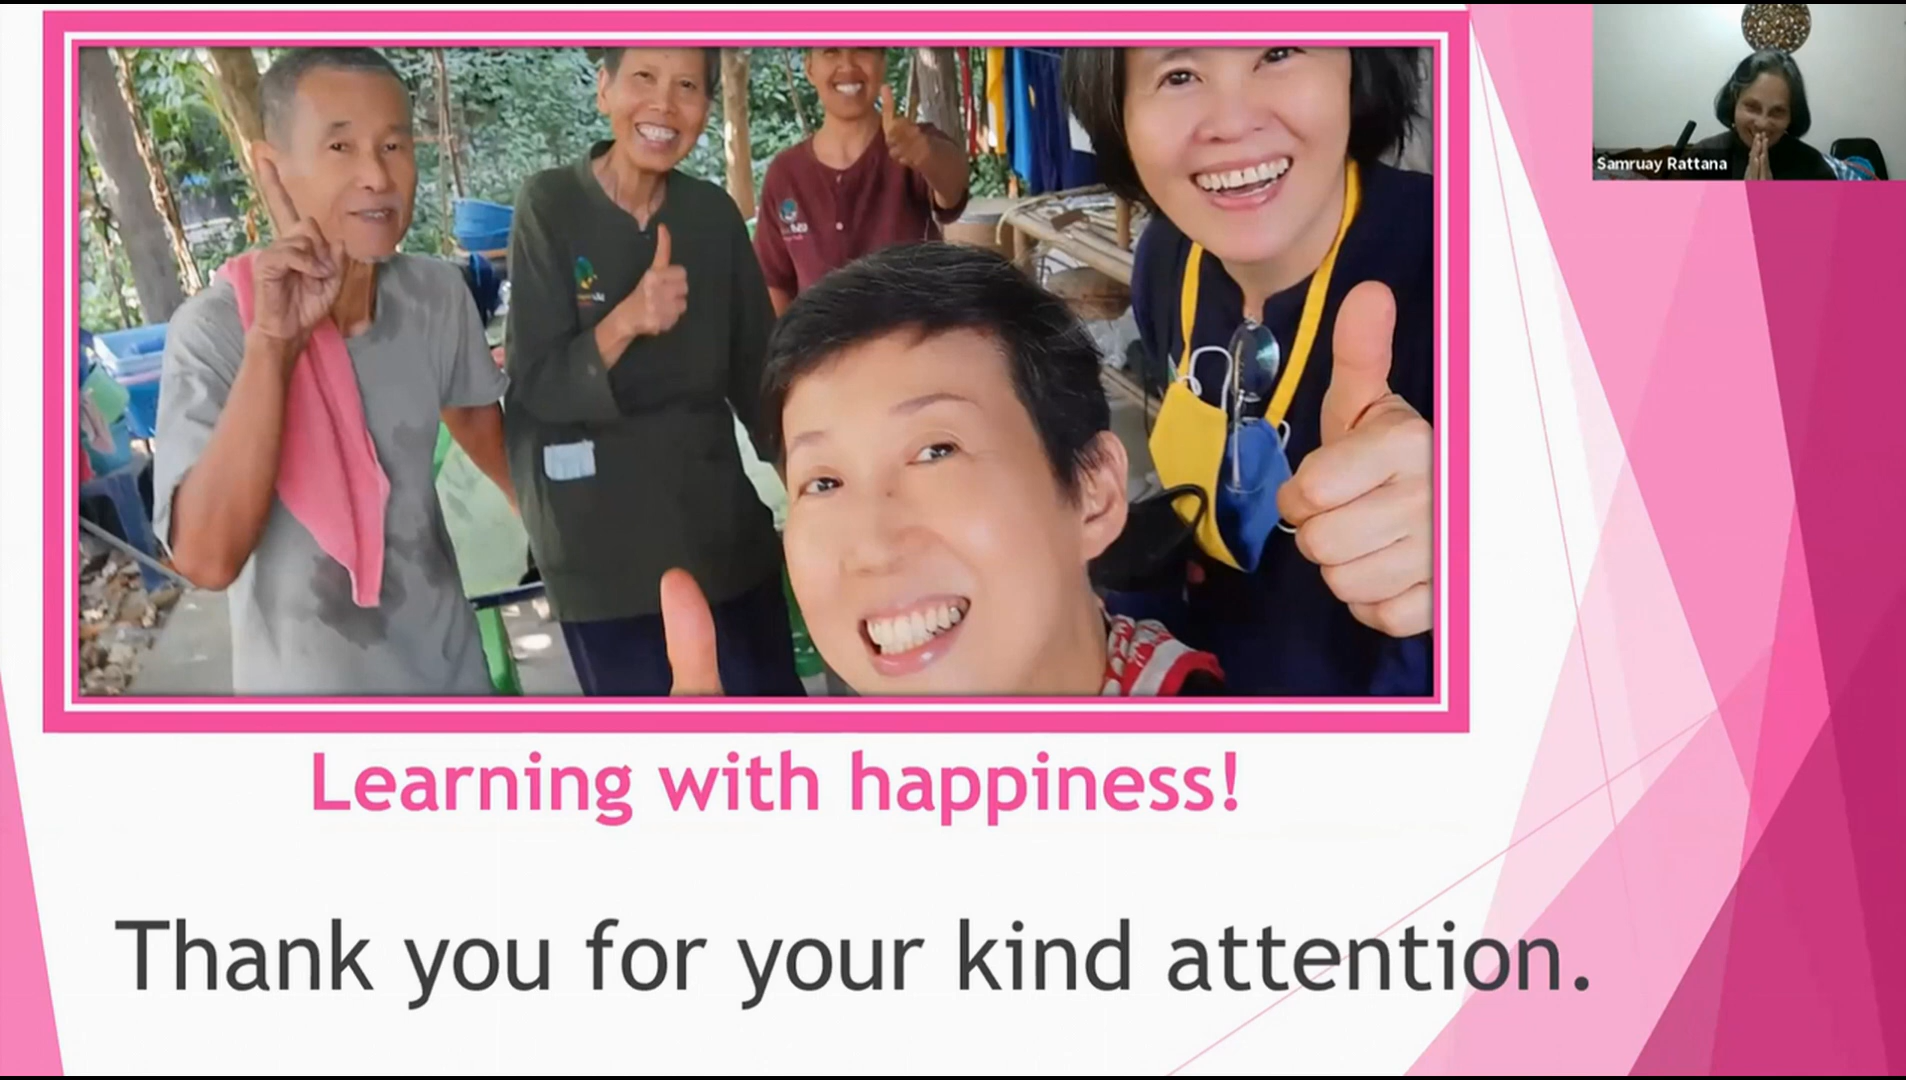 Samruay Rattana
Learning with happiness!
Thank you for your kind attention.